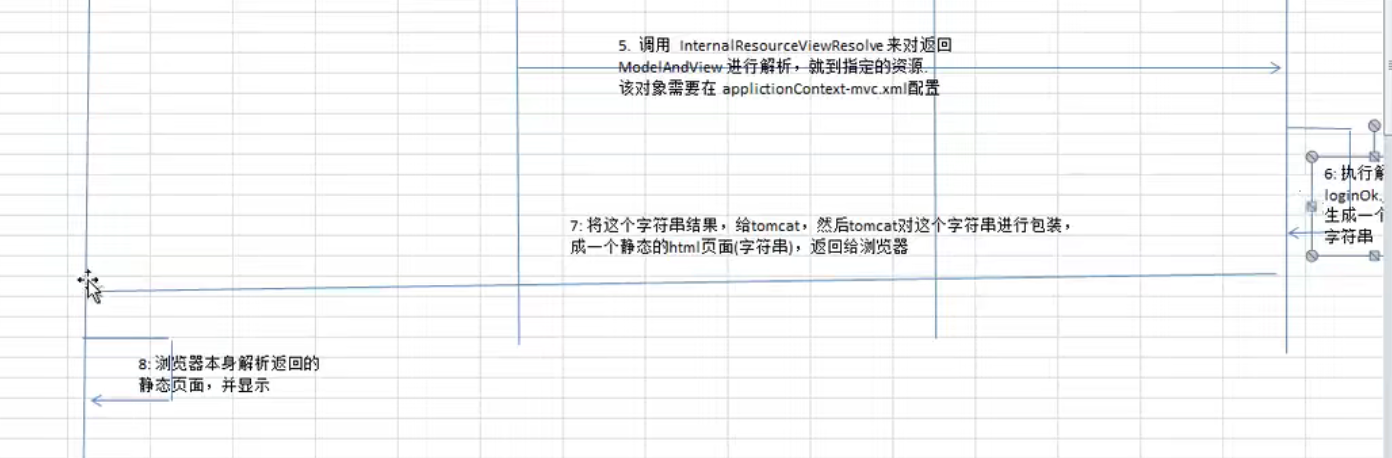 5. 调用 InternalResourceViewResolve 来对返回
ModelAndView 进行解析，就到指定的资源.
该对象需要在 applictionContext-mvc.xml配置
6: 执行解
loginOk.
生成一个
字符串
7: 将这个字符串结果，给tomcat，然后tomcat对这个字符串进行包装，
成一个静态的html页面(字符串)，返回给浏览器
8: 浏览器本身解析返回的
静态页面，并显示